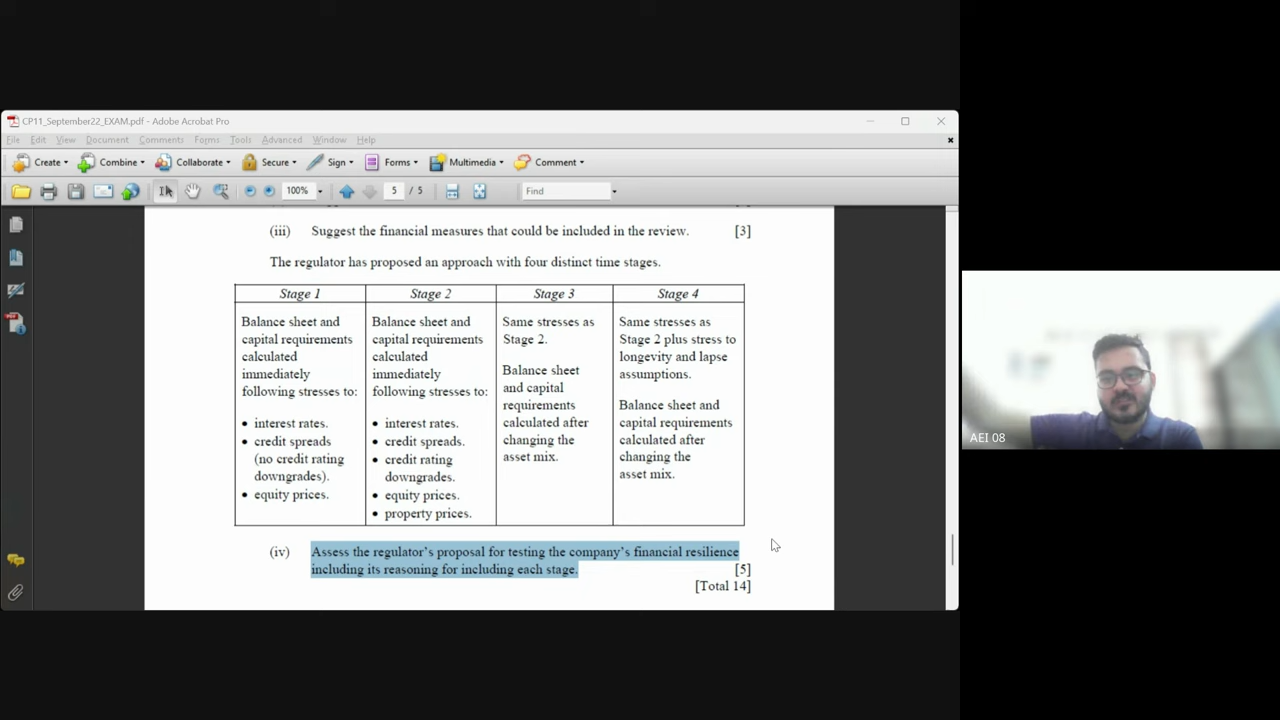 CP11_September22_EXAM.pdf - Adobe Acrobat Pro
File Edit View Document Comments Forms Tools Advanced Window Help
Create Combine Collaborate Secure Sign Forms Multimedia Comment
100% 5 / 5 Find
(iii) Suggest the financial measures that could be included in the review. [3]
The regulator has proposed an approach with four distinct time stages.
Stage 1 Stage 2 Stage 3 Stage 4
Balance sheet and
capital requirements
calculated
immediately
following stresses to:
• interest rates.
• credit spreads
(no credit rating
downgrades).
• equity prices.
Balance sheet and
capital requirements
calculated
immediately
following stresses to:
• interest rates.
• credit spreads.
• credit rating
downgrades.
• equity prices.
• property prices.
Same stresses as
Stage 2.
Balance sheet
and capital
requirements
calculated after
changing the
asset mix.
Same stresses as
Stage 2 plus stress to
longevity and lapse
assumptions.
Balance sheet and
capital requirements
calculated after
changing the
asset mix.
(iv) Assess the regulator's proposal for testing the company's financial resilience
including its reasoning for including each stage. [5]
[Total 14]
AEI 08